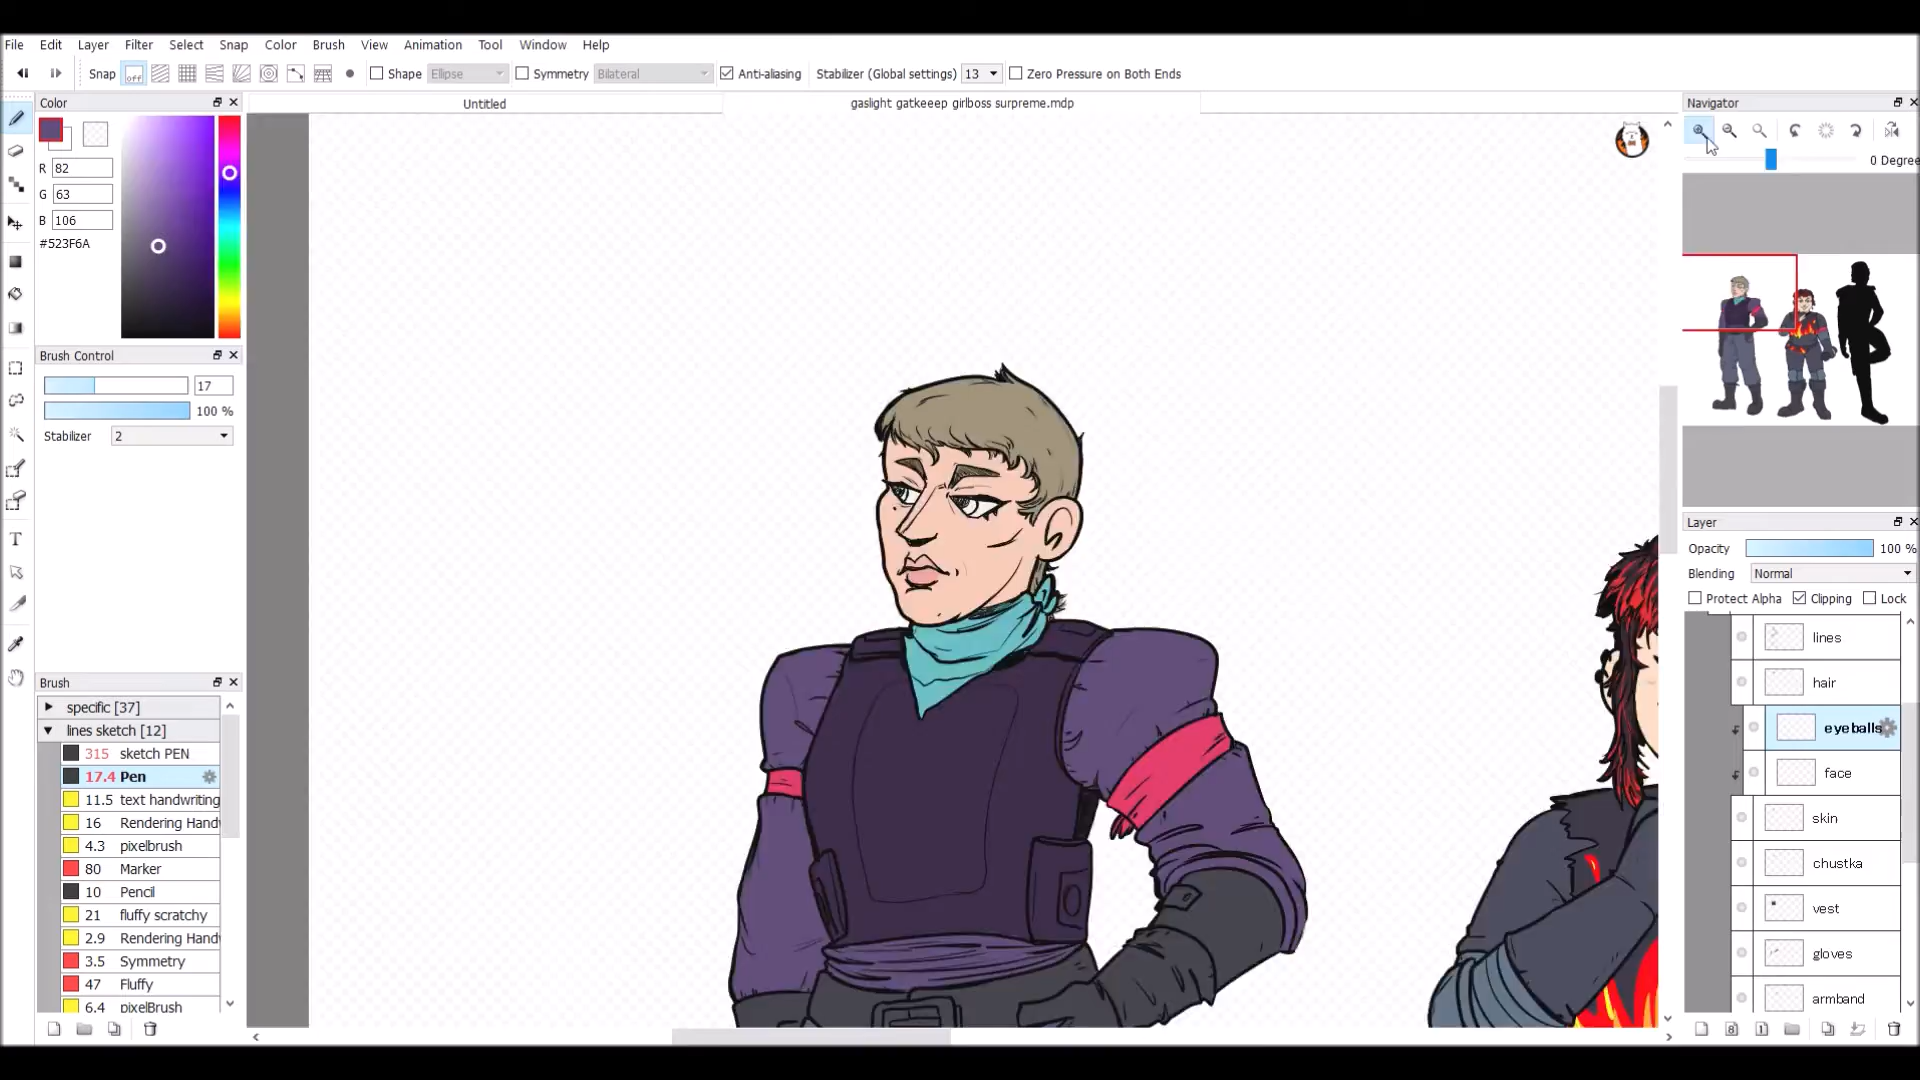 File Edit Layer Filter Select Snap Color Brush View Animation Tool Window Help
Snap off Shape Ellipse Symmetry Bilateral Anti-aliasing Stabilizer (Global settings) 13 Zero Pressure on Both Ends
Color
Untitled
gaslight gatkeeep girlboss surpreme.mdp
Navigator
R 82
G 63
B 106
#523F6A
0 Degree
Brush Control
17
100 %
Stabilizer 2
Layer
Opacity 100 %
Blending Normal
Protect Alpha Clipping Lock
lines
hair
eyeballs
face
skin
chustka
vest
gloves
armband
Brush
specific [37]
lines sketch [12]
315 sketch PEN
17.4 Pen
11.5 text handwriting
16 Rendering Hand
4.3 pixelbrush
80 Marker
10 Pencil
21 fluffy scratchy
2.9 Rendering Hand
3.5 Symmetry
47 Fluffy
6.4 pixelBrush